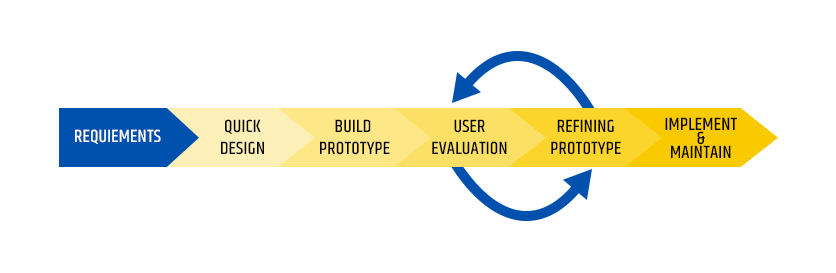 REQUIEMENTS
QUICK
DESIGN
BUILD
PROTOTYPE
USER
EVALUATION
REFINING
PROTOTYPE
IMPLEMENT
&
MAINTAIN